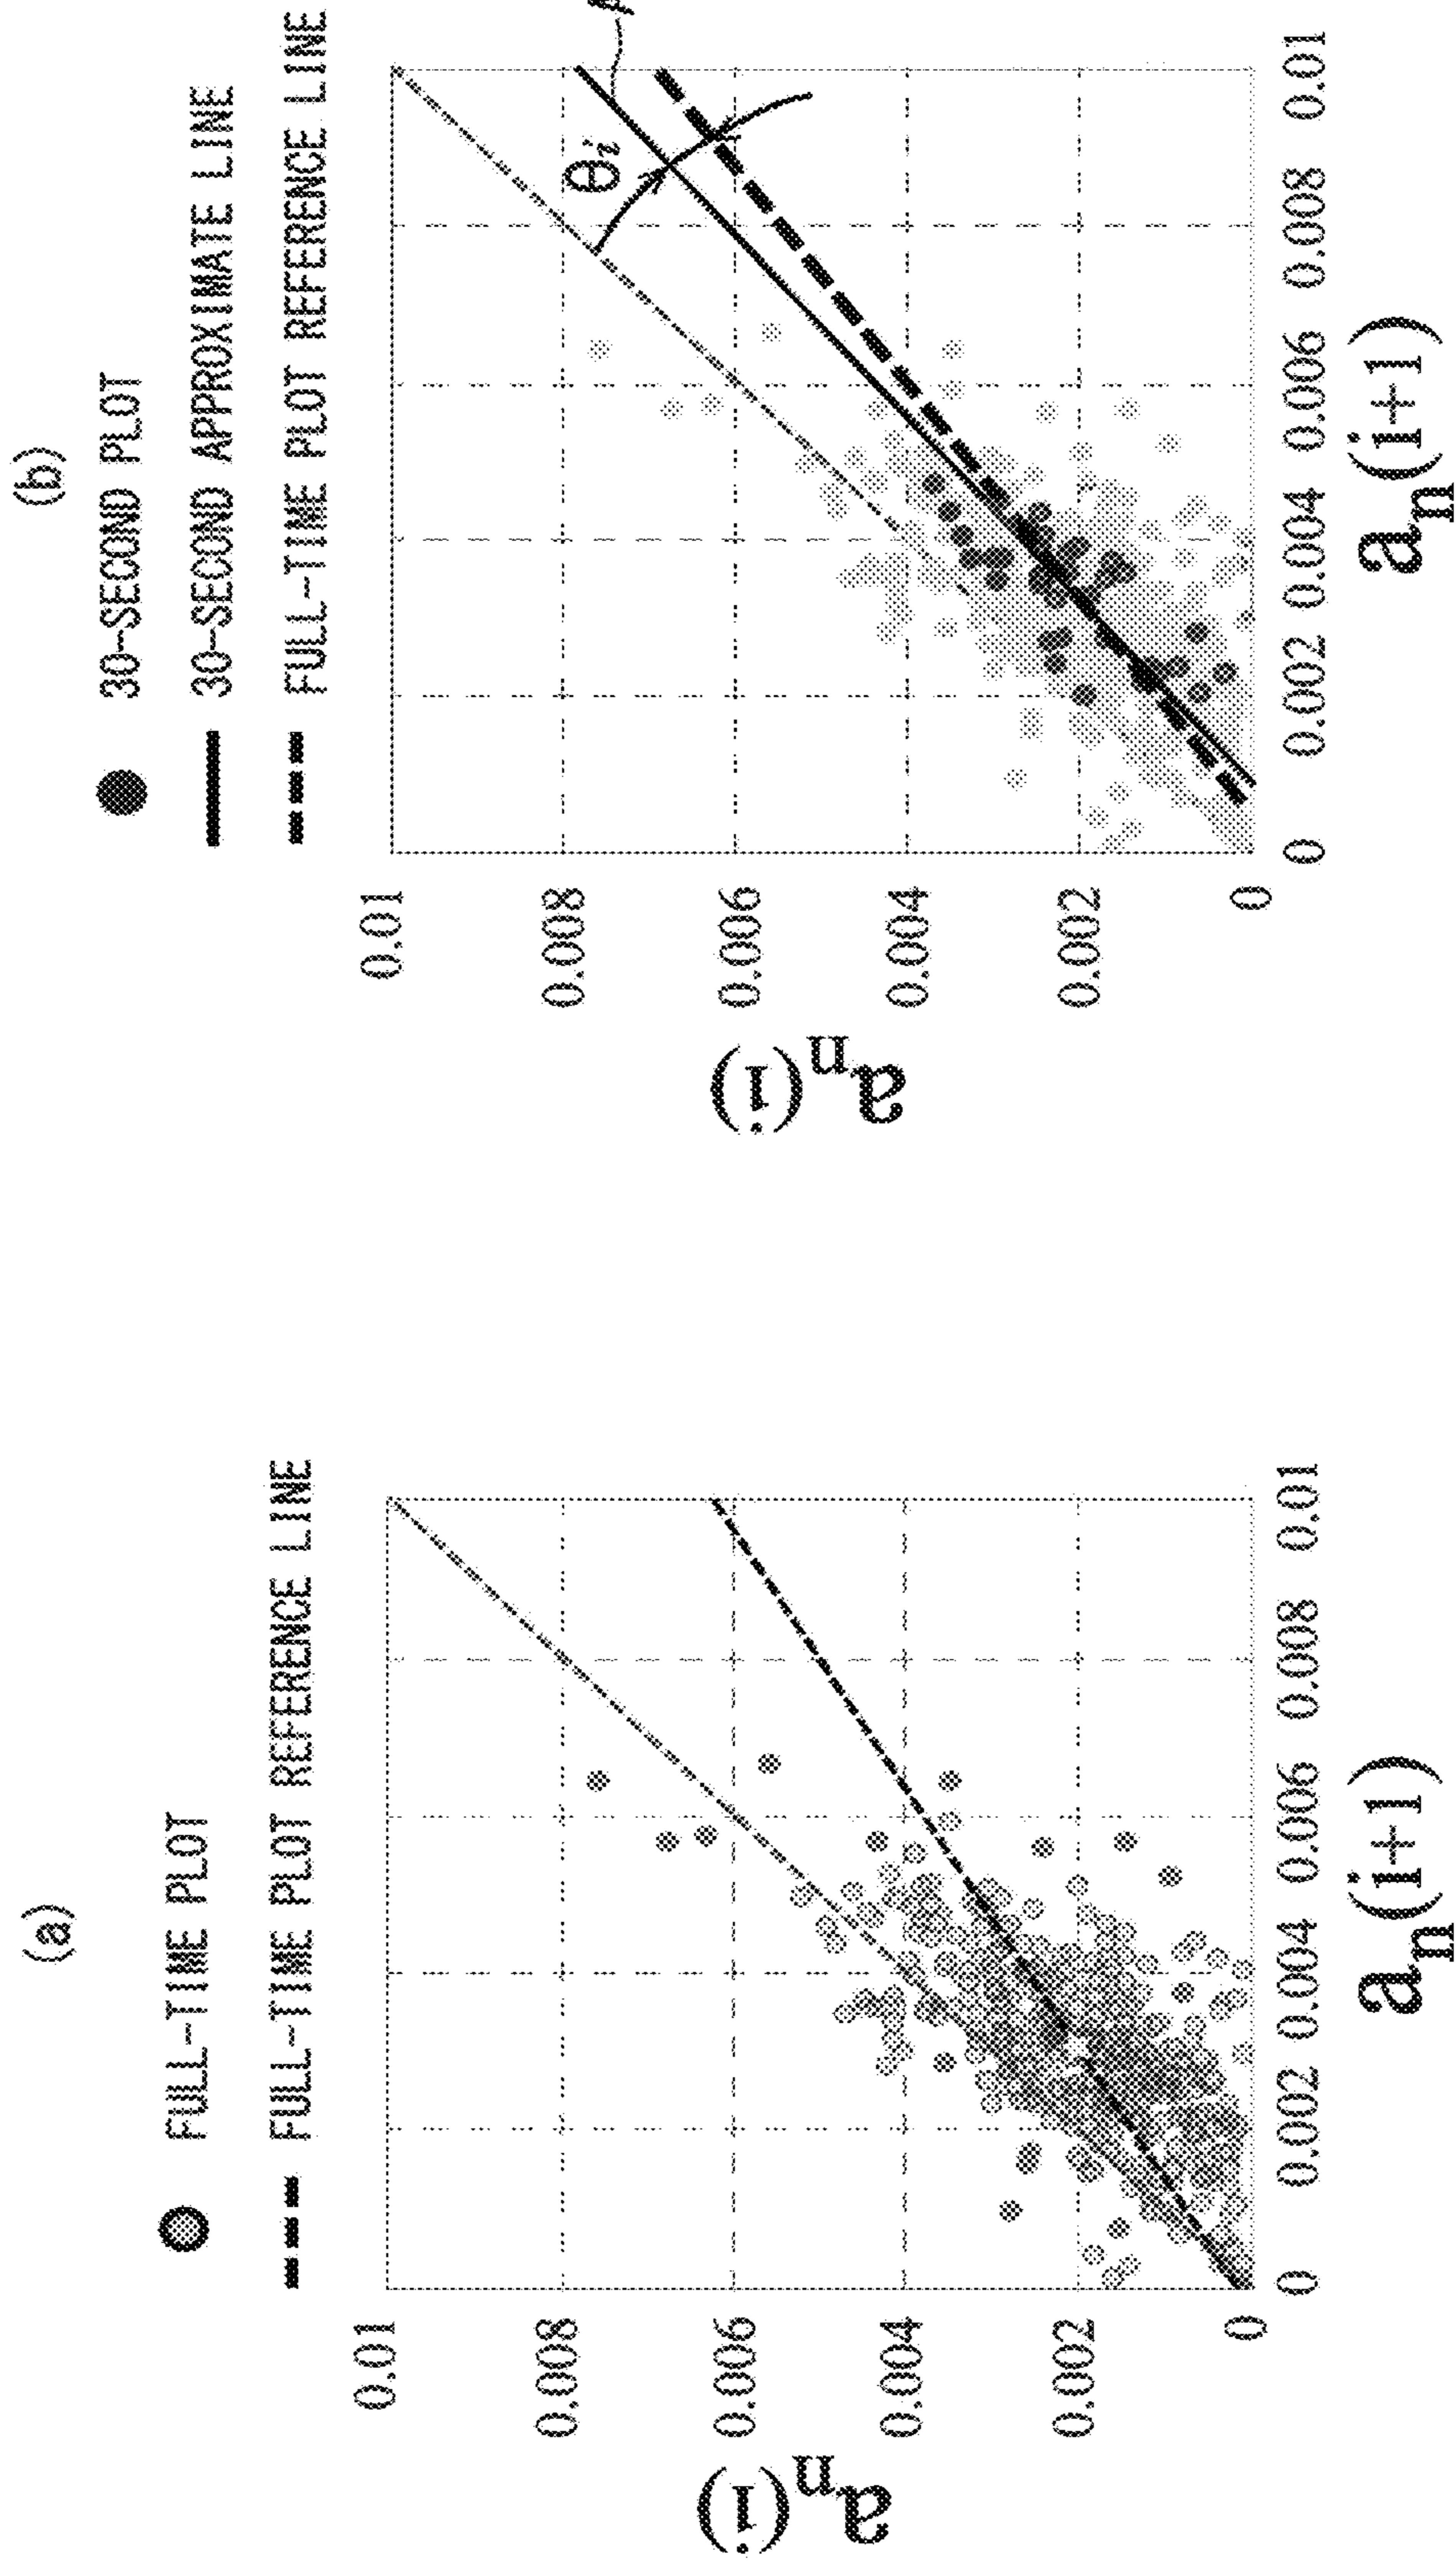 (a)
FULL-TIME PLOT
FULL-TIME PLOT REFERENCE LINE
0.01
0.008
0.006
0.004
0.002
0
an(i)
0 0.002 0.004 0.006 0.008 0.01
an(i+1)
(b)
30-SECOND PLOT
30-SECOND APPROXIMATE LINE
FULL-TIME PLOT REFERENCE LINE
θi
0.01
0.008
0.006
0.004
0.002
0
an(i)
0 0.002 0.004 0.006 0.008 0.01
an(i+1)